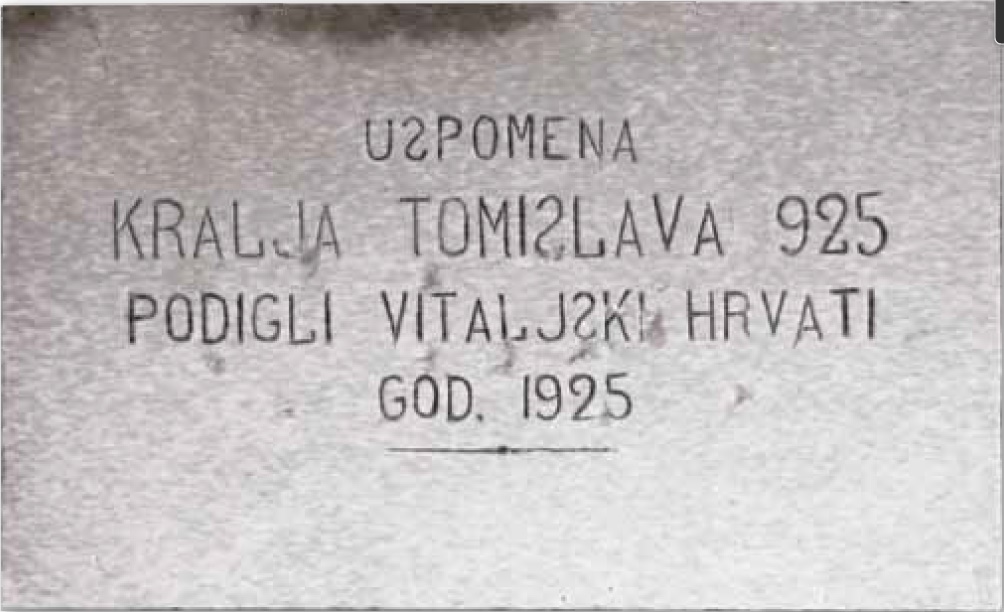 USPOMENA
KRALJA TOMISLAVA 925
PODIGLI VITALJSKI HRVATI
GOD. 1925